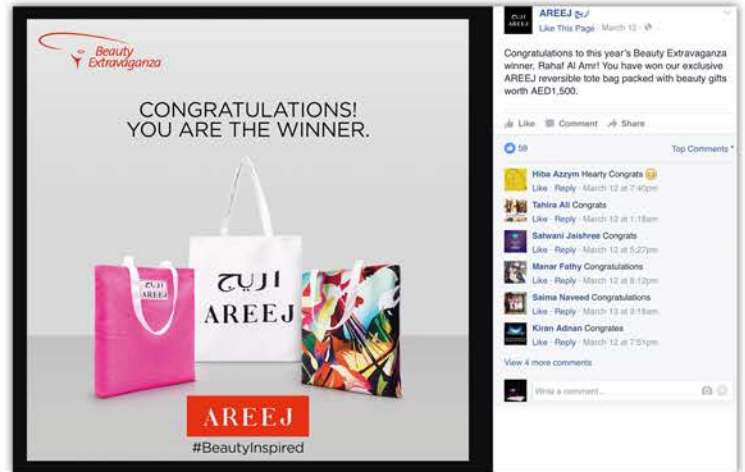 Beauty
Extravaganza
CONGRATULATIONS!
YOU ARE THE WINNER.
اريج
AREEJ
اريج
AREEJ
AREEJ
#BeautyInspired
اريج
AREEJ
AREEJ اريج
Like This Page · March 12 ·
Congratulations to this year's Beauty Extravaganza
winner, Rahaf Al Amr! You have won our exclusive
AREEJ reversible tote bag packed with beauty gifts
worth AED1,500.
Like Comment Share
59 Top Comments
Hiba Azzym Hearty Congrats
Like · Reply · March 12 at 7:40pm
Tahira Ali Congrats
Like · Reply · March 13 at 1:18am
Satwani Jaishree Congrats
Like · Reply · March 12 at 5:27pm
Manar Fathy Congratulations
Like · Reply · March 12 at 8:12pm
Saima Naveed Congratulations
Like · Reply · March 13 at 9:18am
Kiran Adnan Congrates
Like · Reply · March 12 at 7:51pm
View 4 more comments
Write a comment...